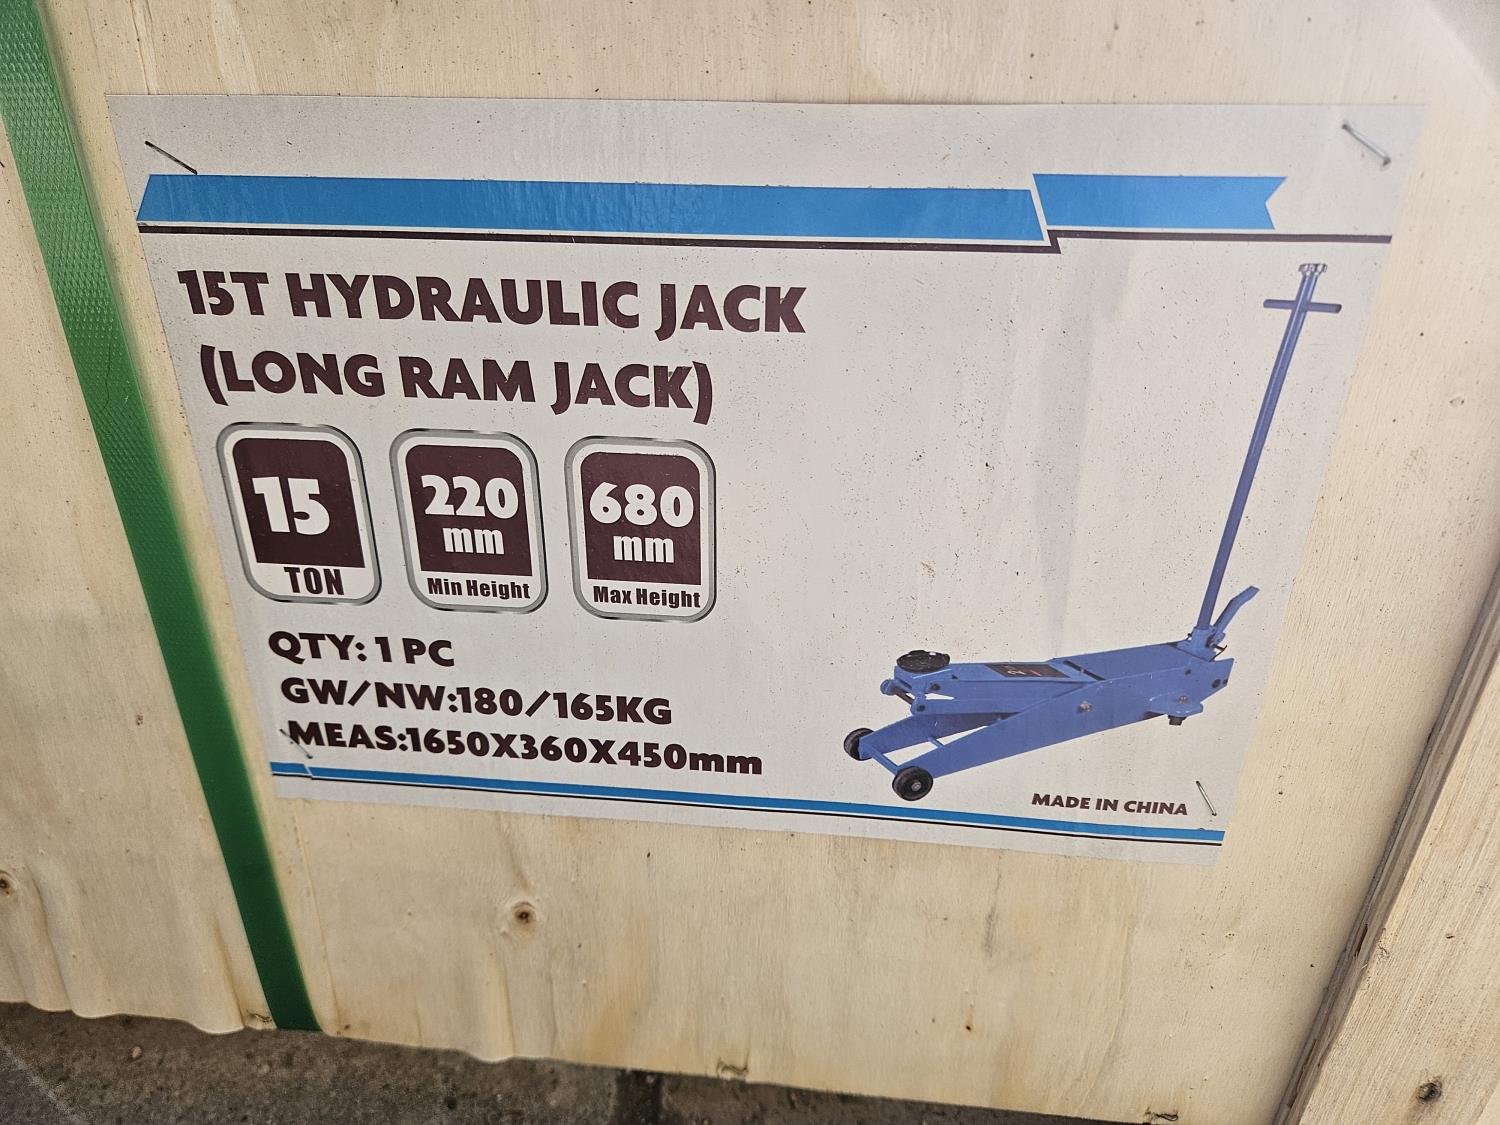 15T HYDRAULIC JACK
(LONG RAM JACK)
15
TON
220
mm
Min Height
680
mm
Max Height
QTY: 1 PC
GW/NW:180/165KG
MEAS:1650X360X450mm
MADE IN CHINA